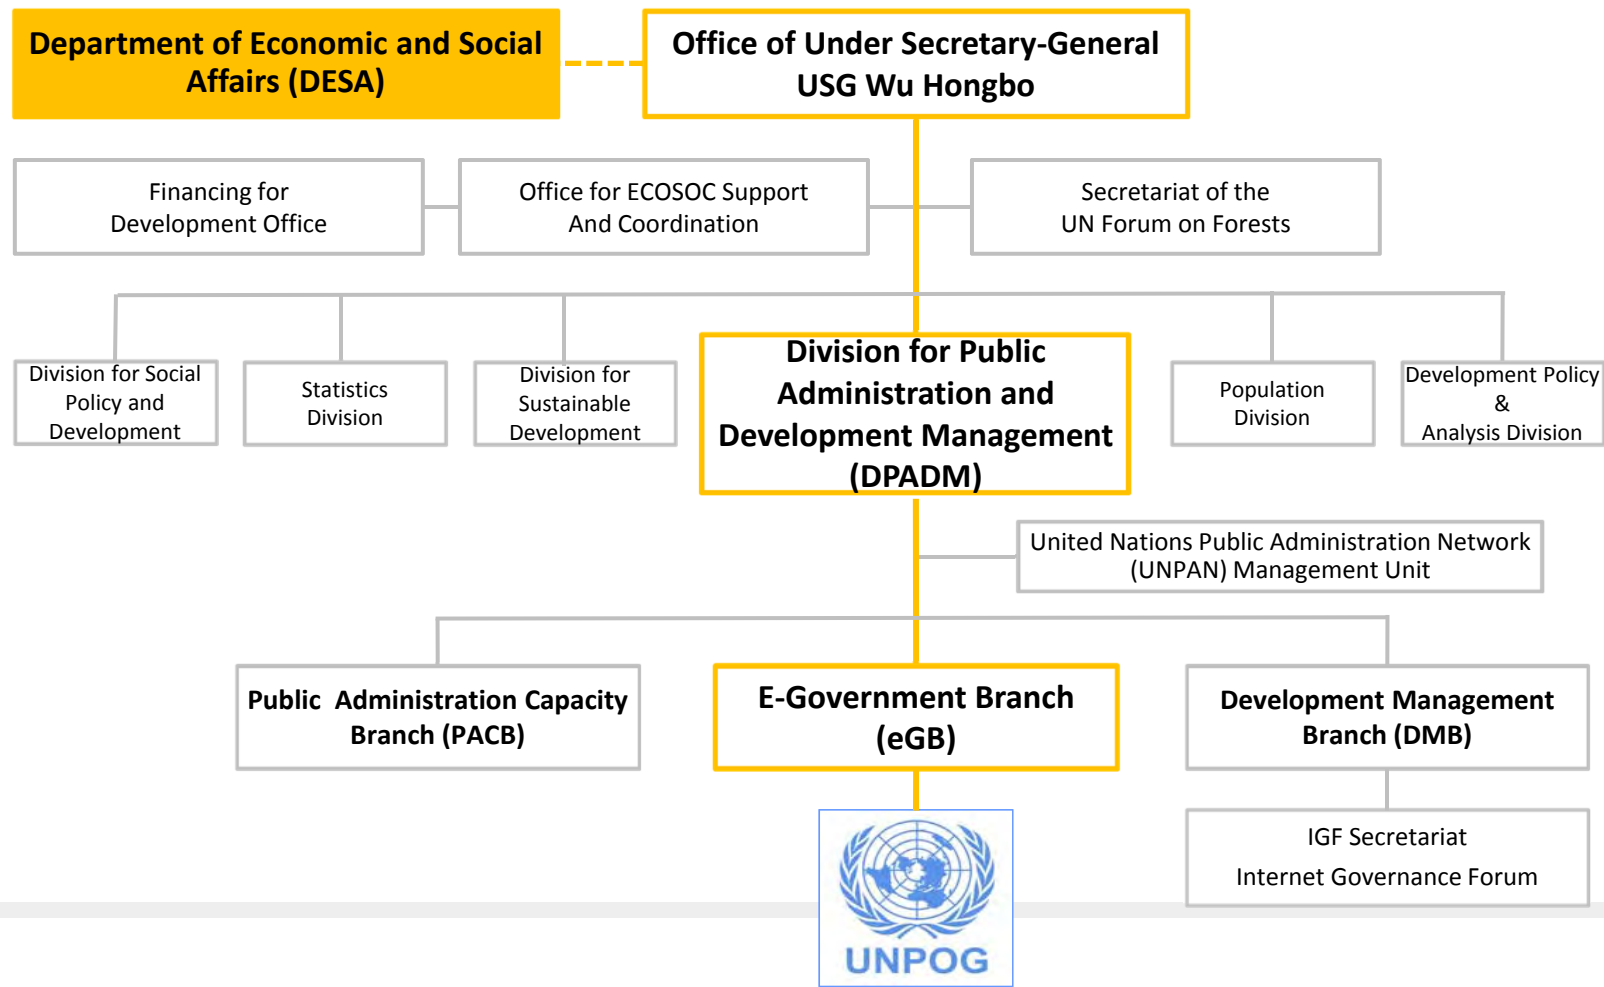 Department of Economic and Social
Affairs (DESA)
Office of Under Secretary-General
USG Wu Hongbo
Financing for
Development Office
Office for ECOSOC Support
And Coordination
Secretariat of the
UN Forum on Forests
Division for Social
Policy and
Development
Statistics
Division
Division for
Sustainable
Development
Division for Public
Administration and
Development Management
(DPADM)
Population
Division
Development Policy
&
Analysis Division
United Nations Public Administration Network
(UNPAN) Management Unit
Public Administration Capacity
Branch (PACB)
E-Government Branch
(eGB)
Development Management
Branch (DMB)
IGF Secretariat
Internet Governance Forum
UNPOG